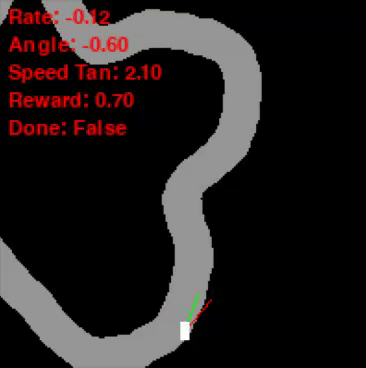 Rate: -0.12
Angle: -0.60
Speed Tan: 2.10
Reward: 0.70
Done: False